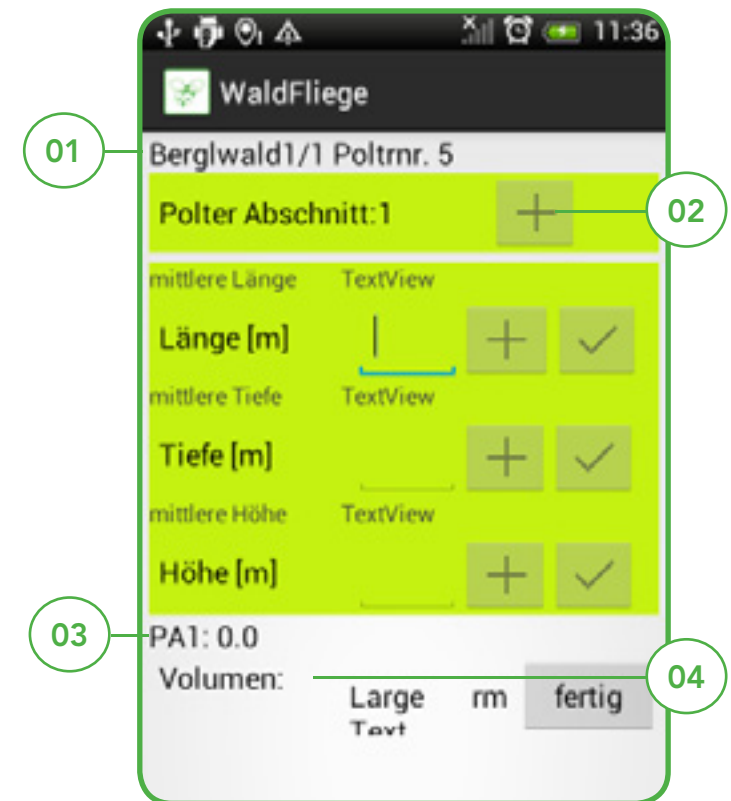 11:36
WaldFliege
01
Berglwald1/1 Poltrnr. 5
Polter Abschnitt:1
02
mittlere Länge TextView
Länge [m]
mittlere Tiefe TextView
Tiefe [m]
mittlere Höhe TextView
Höhe [m]
03
PA1: 0.0
Volumen:
04
Large rm fertig
Text